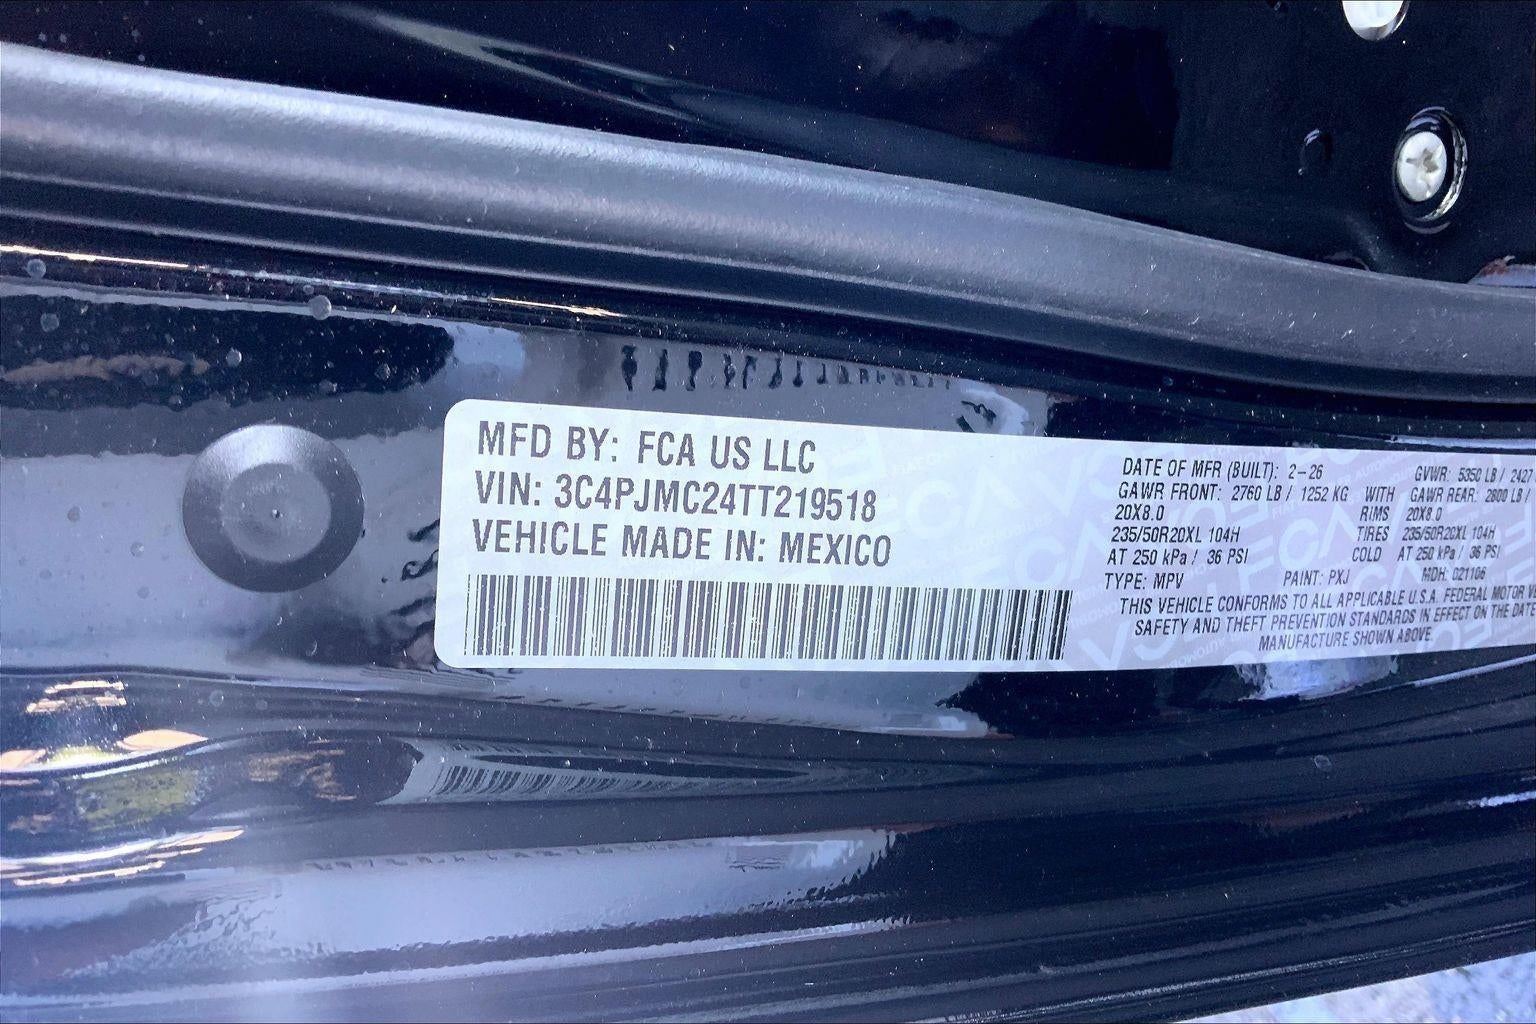 MFD BY: FCA US LLC
VIN: 3C4PJMC24TT219518
VEHICLE MADE IN: MEXICO
DATE OF MFR (BUILT): 2-26 GVWR: 5350 LB / 2427
GAWR FRONT: 2760 LB / 1252 KG WITH GAWR REAR: 2800 LB /
20X8.0 RIMS 20X8.0
235/50R20XL 104H TIRES 235/50R20XL 104H
AT 250 kPa / 36 PSI COLD AT 250 kPa / 36 PSI
TYPE: MPV PAINT: PXJ MDH: 021106
THIS VEHICLE CONFORMS TO ALL APPLICABLE U.S.A. FEDERAL MOTOR
SAFETY AND THEFT PREVENTION STANDARDS IN EFFECT ON THE DATE
MANUFACTURE SHOWN ABOVE.